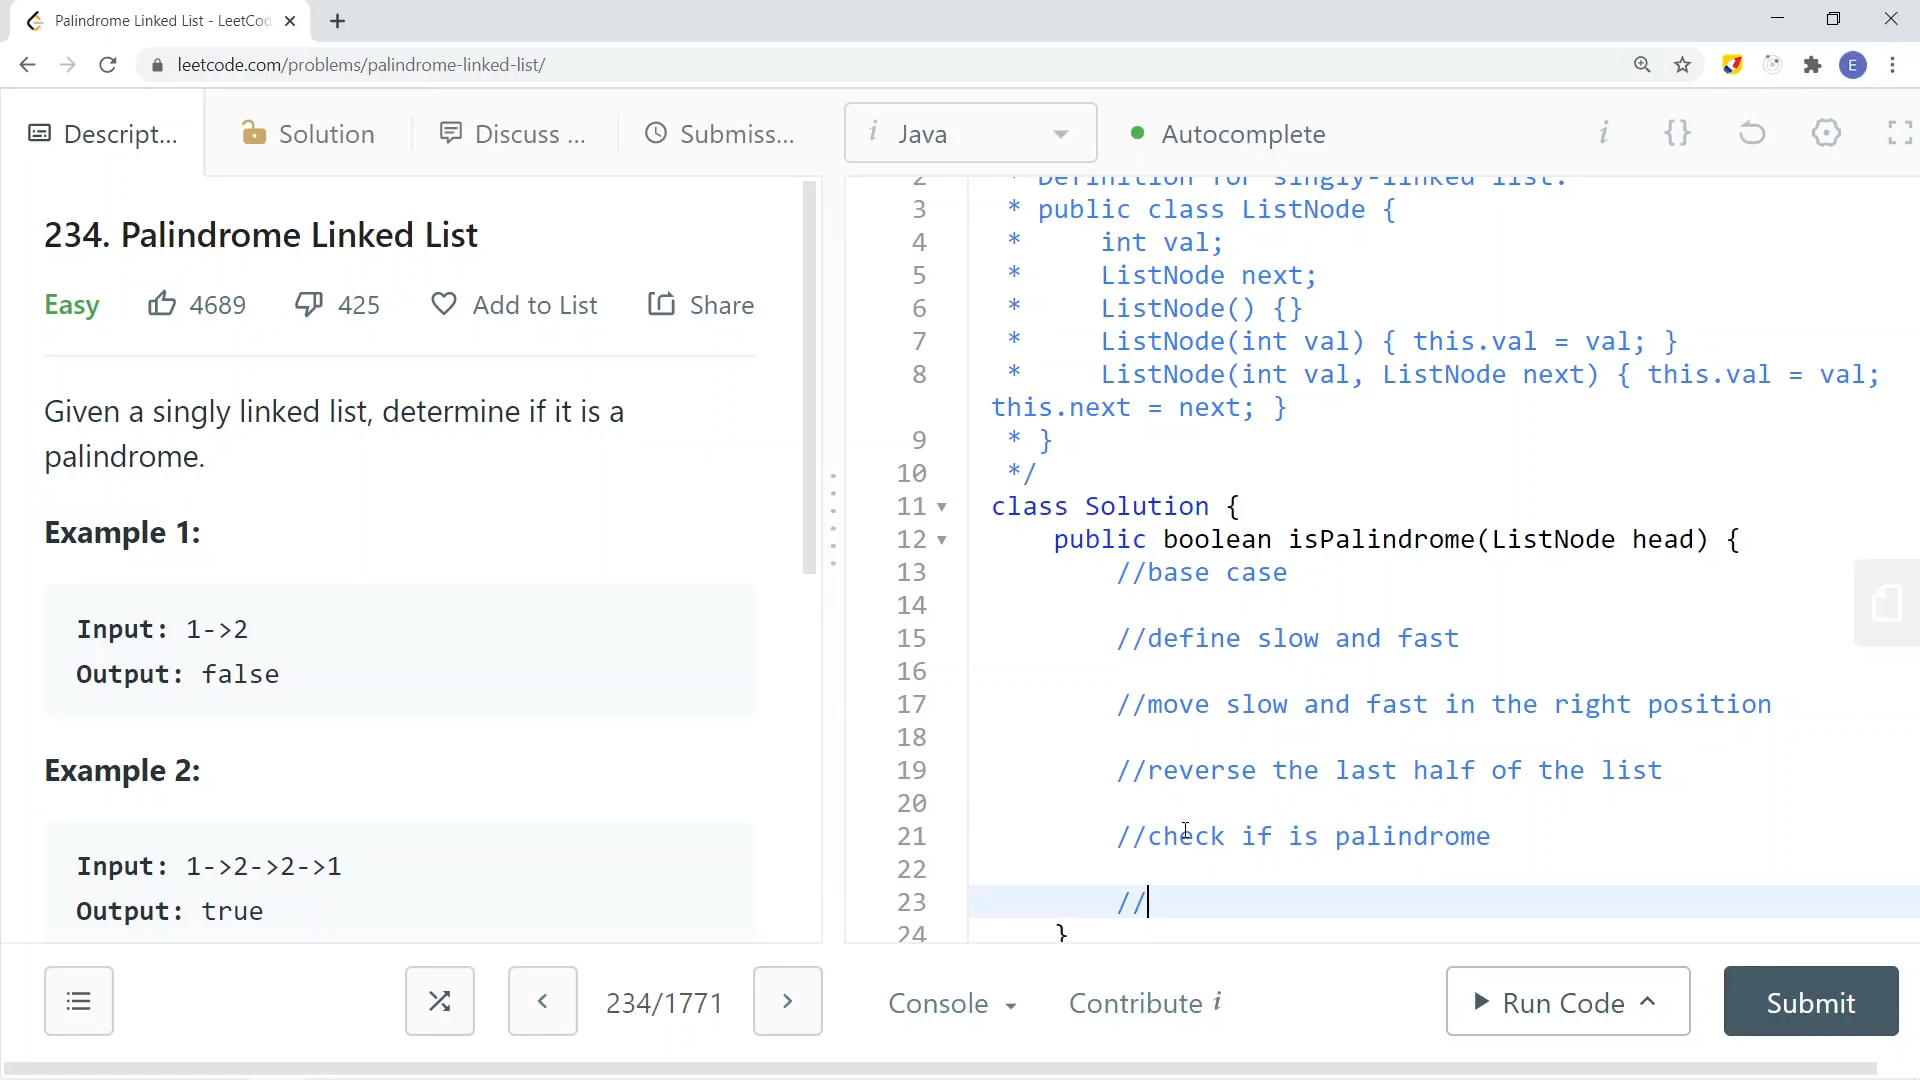 Palindrome Linked List - LeetCod
leetcode.com/problems/palindrome-linked-list/
E
Descript...
Solution
Discuss ...
Submiss...
i Java
Autocomplete
i {}
234. Palindrome Linked List
Easy 4689 425 Add to List Share
Given a singly linked list, determine if it is a
palindrome.
Example 1:
Input: 1->2
Output: false
Example 2:
Input: 1->2->2->1
Output: true
2 * Definition for singly-linked list.
3 * public class ListNode {
4 * int val;
5 * ListNode next;
6 * ListNode() {}
7 * ListNode(int val) { this.val = val; }
8 * ListNode(int val, ListNode next) { this.val = val;
this.next = next; }
9 * }
10 */
11 class Solution {
12 public boolean isPalindrome(ListNode head) {
13 //base case
14
15 //define slow and fast
16
17 //move slow and fast in the right position
18
19 //reverse the last half of the list
20
21 //check if is palindrome
22
23 //
24 }
234/1771
Console
Contribute i
Run Code
Submit